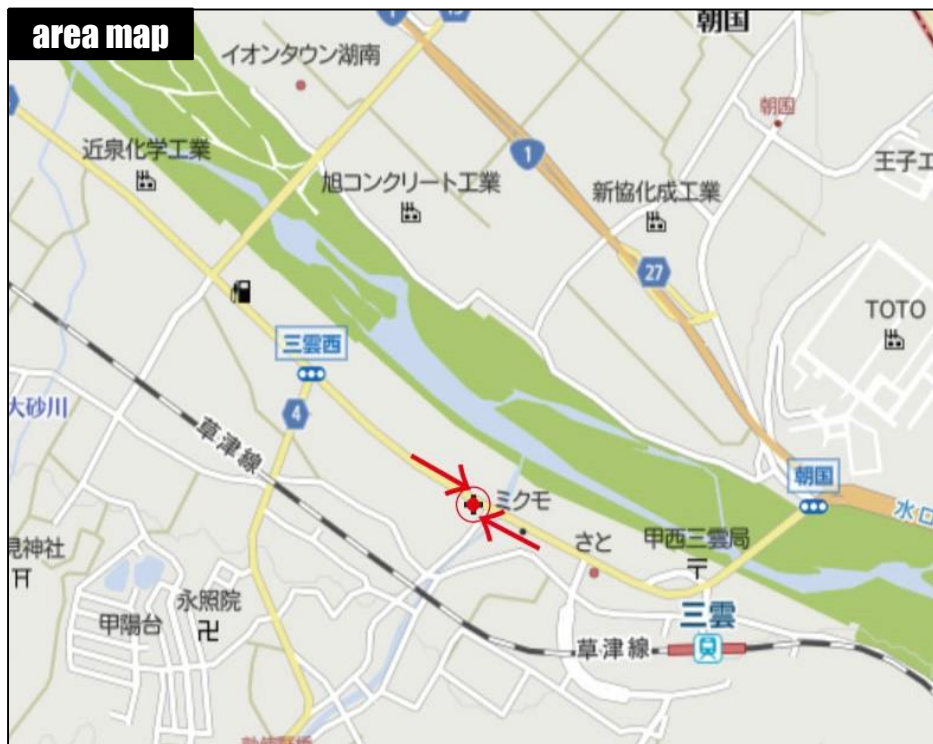 area map
1
朝国
イオンタウン湖南
朝国
近泉化学工業
1
王子エ
旭コンクリート工業
新協化成工業
27
TOTO
三雲西
大砂川
4
草津線
朝国
水口
ミクモ
さと
甲西三雲局
見神社
永照院
甲陽台
三雲
草津線